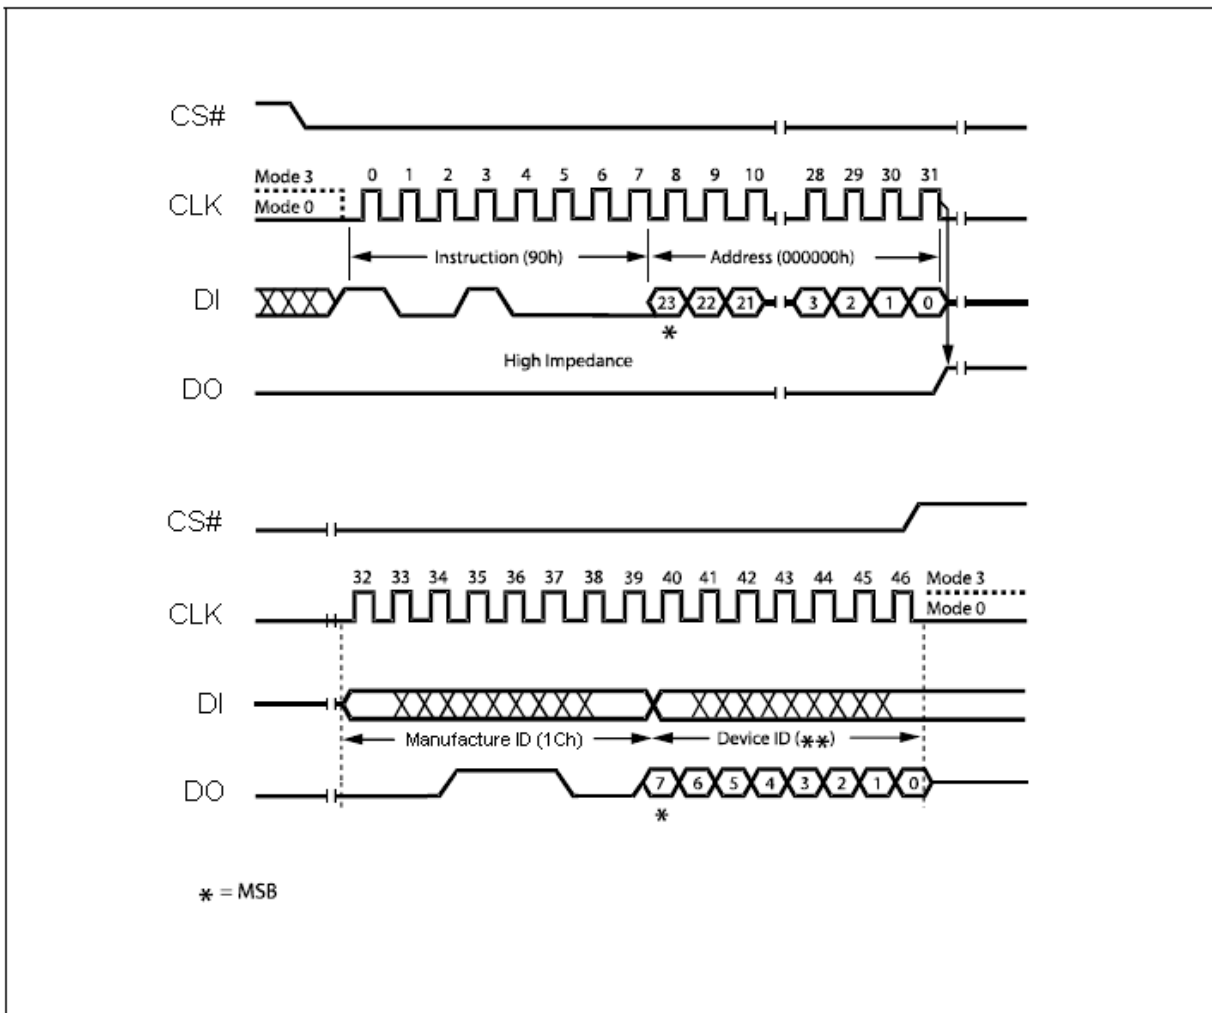 CS#
Mode 3 0 1 2 3 4 5 6 7 8 9 10 28 29 30 31
CLK Mode 0
Instruction (90h) Address (000000h)
DI 23 22 21 3 2 1 0
*
High Impedance
DO
CS#
32 33 34 35 36 37 38 39 40 41 42 43 44 45 46 Mode 3
CLK Mode 0
DI
Manufacture ID (1Ch) Device ID (**)
DO 7 6 5 4 3 2 1 0
*
* = MSB